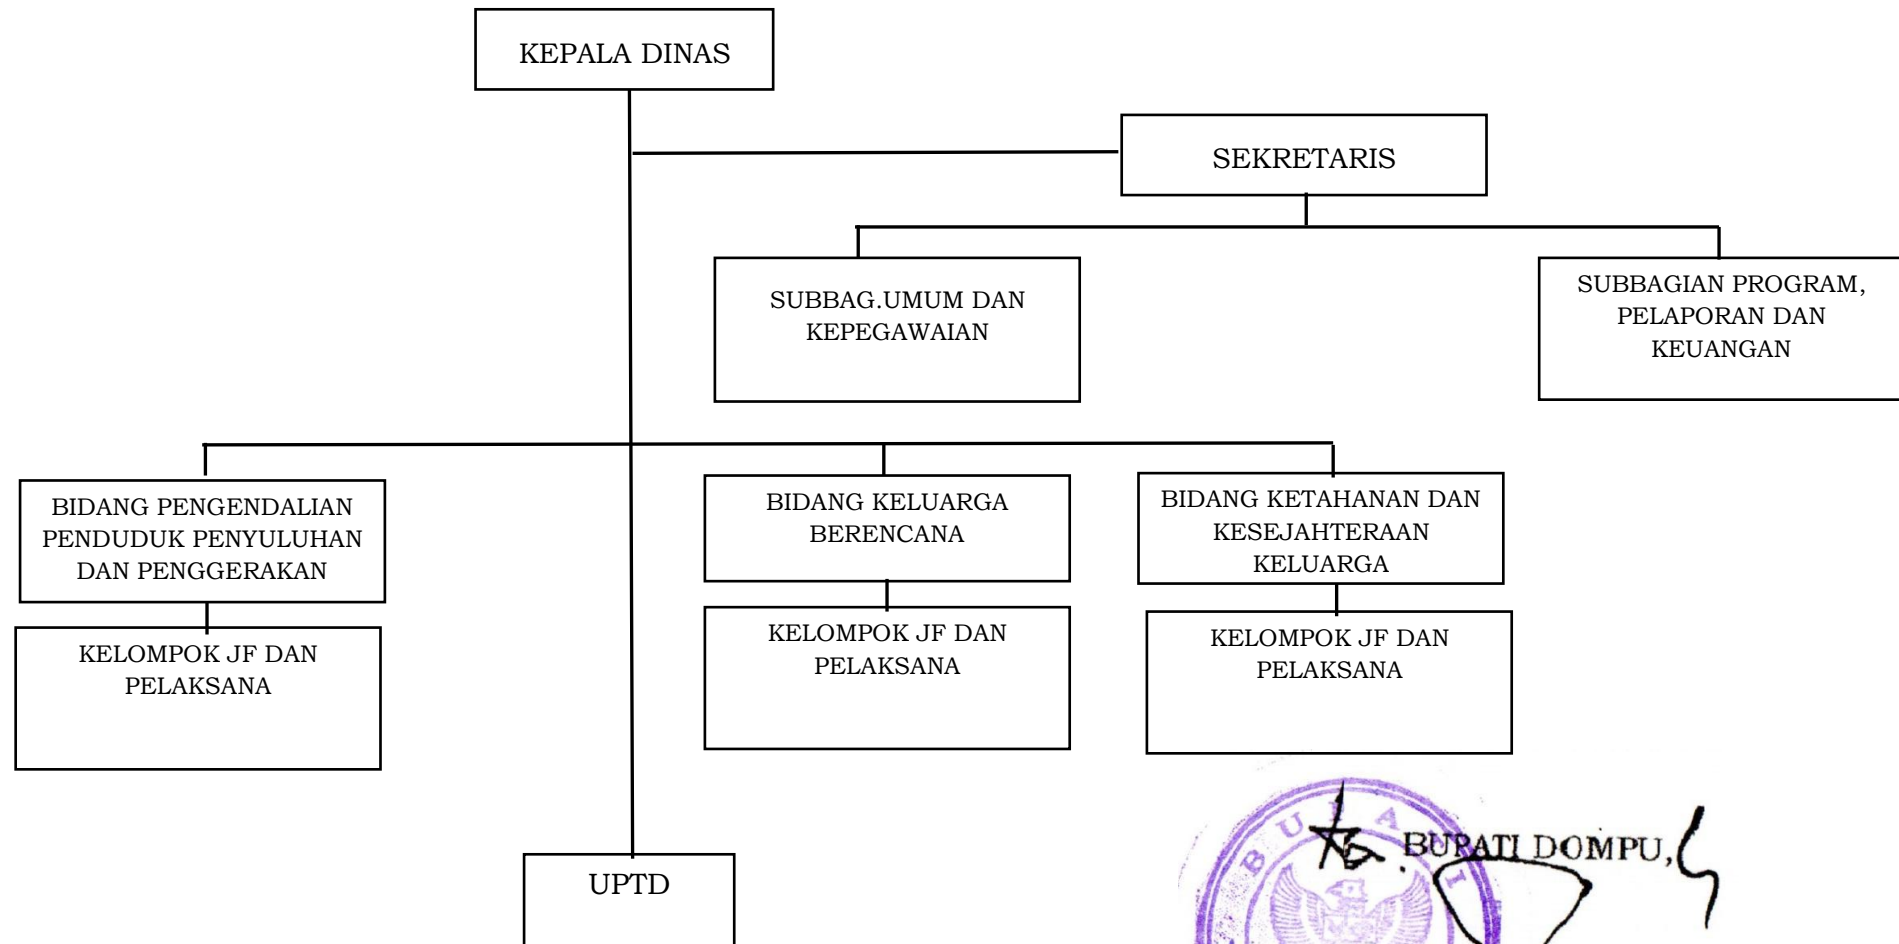 KEPALA DINAS
SEKRETARIS
SUBBAG.UMUM DAN
KEPEGAWAIAN
SUBBAGIAN PROGRAM,
PELAPORAN DAN
KEUANGAN
BIDANG PENGENDALIAN
PENDUDUK PENYULUHAN
DAN PENGGERAKAN
BIDANG KELUARGA
BERENCANA
BIDANG KETAHANAN DAN
KESEJAHTERAAN
KELUARGA
KELOMPOK JF DAN
PELAKSANA
KELOMPOK JF DAN
PELAKSANA
KELOMPOK JF DAN
PELAKSANA
UPTD
BUPATI
BUPATI DOMPU,